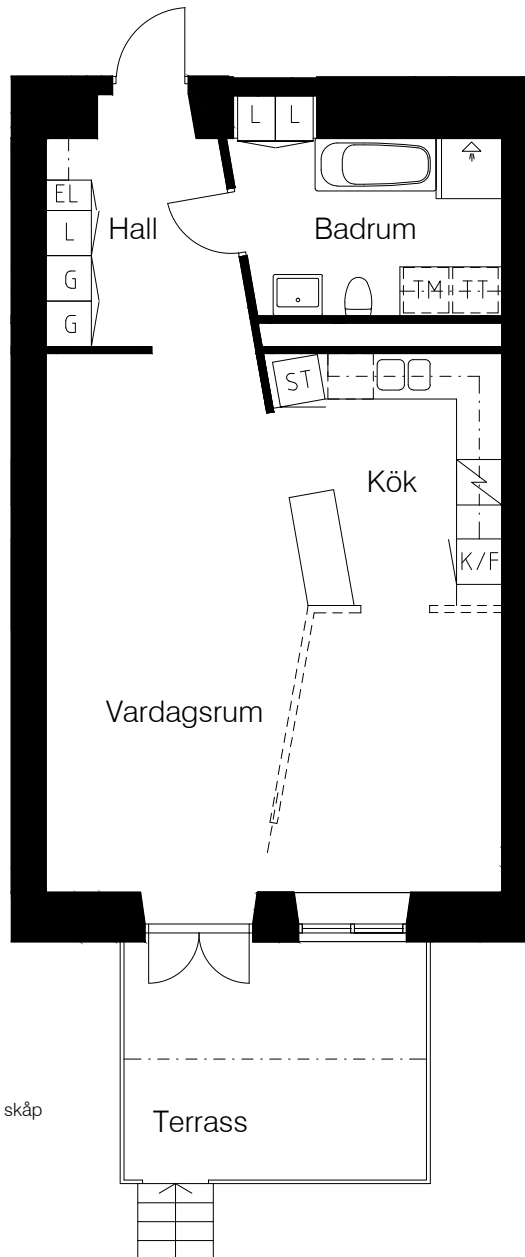 L L
EL
L
Hall
Badrum
G
TM TT
G
ST
Kök
K/F
Vardagsrum
skåp
Terrass